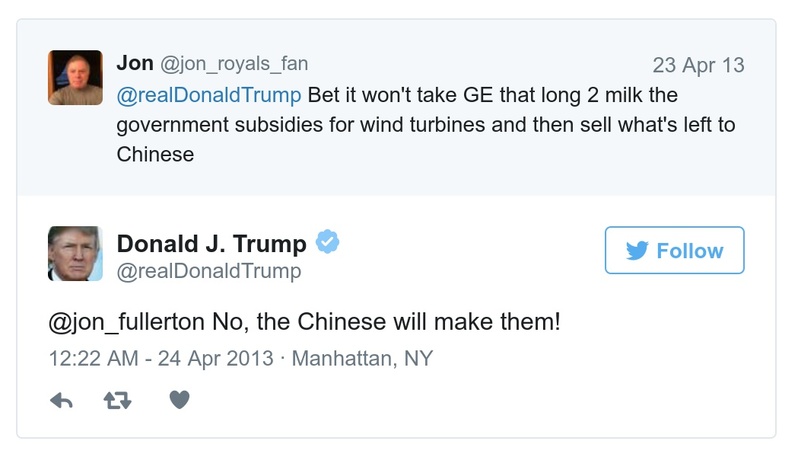 Jon @jon_royals_fan 23 Apr 13
@realDonaldTrump Bet it won't take GE that long 2 milk the
government subsidies for wind turbines and then sell what's left to
Chinese
Donald J. Trump
@realDonaldTrump
Follow
@jon_fullerton No, the Chinese will make them!
12:22 AM - 24 Apr 2013 · Manhattan, NY